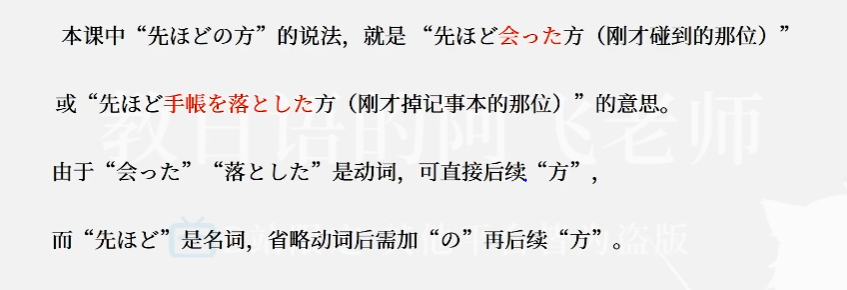 本课中“先ほどの方”的说法，就是 “先ほど会った方（刚才碰到的那位）”
或“先ほど手帳を落とした方（刚才掉记事本的那位）”的意思。
由于“会った”“落とした”是动词，可直接后续“方”，
而“先ほど”是名词，省略动词后需加“の”再后续“方”。
教日语的阿飞老师